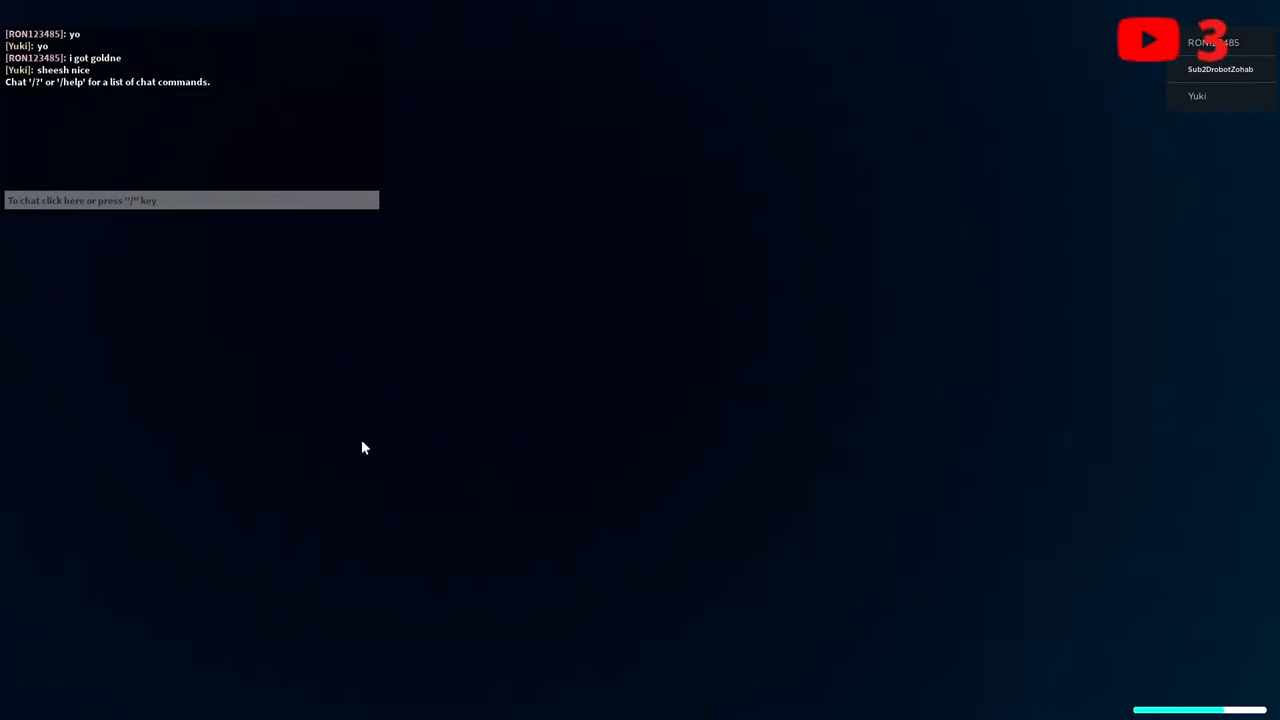 [RON123485]: yo
[Yuki]: yo
[RON123485]: i got goldne
[Yuki]: sheesh nice
Chat '/?' or '/help' for a list of chat commands.
To chat click here or press "/" key
3
RON123485
Sub2DrobotZohab
Yuki